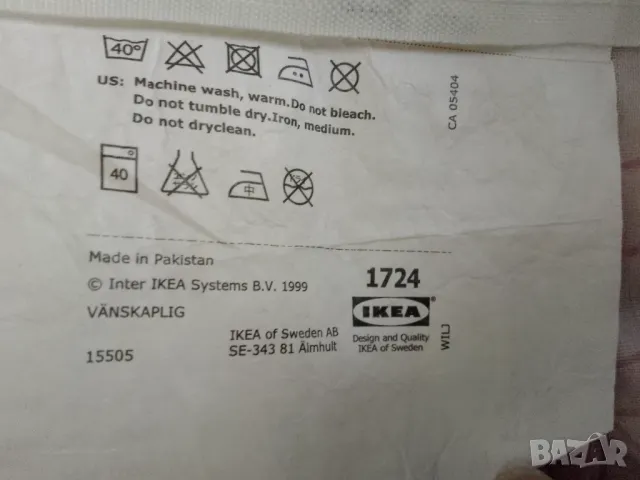 40°
US: Machine wash, warm.Do not bleach.
Do not tumble dry.Iron, medium.
Do not dryclean.
CA 05404
40
中
Made in Pakistan
© Inter IKEA Systems B.V. 1999
VÄNSKAPLIG
15505
IKEA of Sweden AB
SE-343 81 Älmhult
1724
IKEA®
Design and Quality
IKEA of Sweden
WILJ
BAZAR